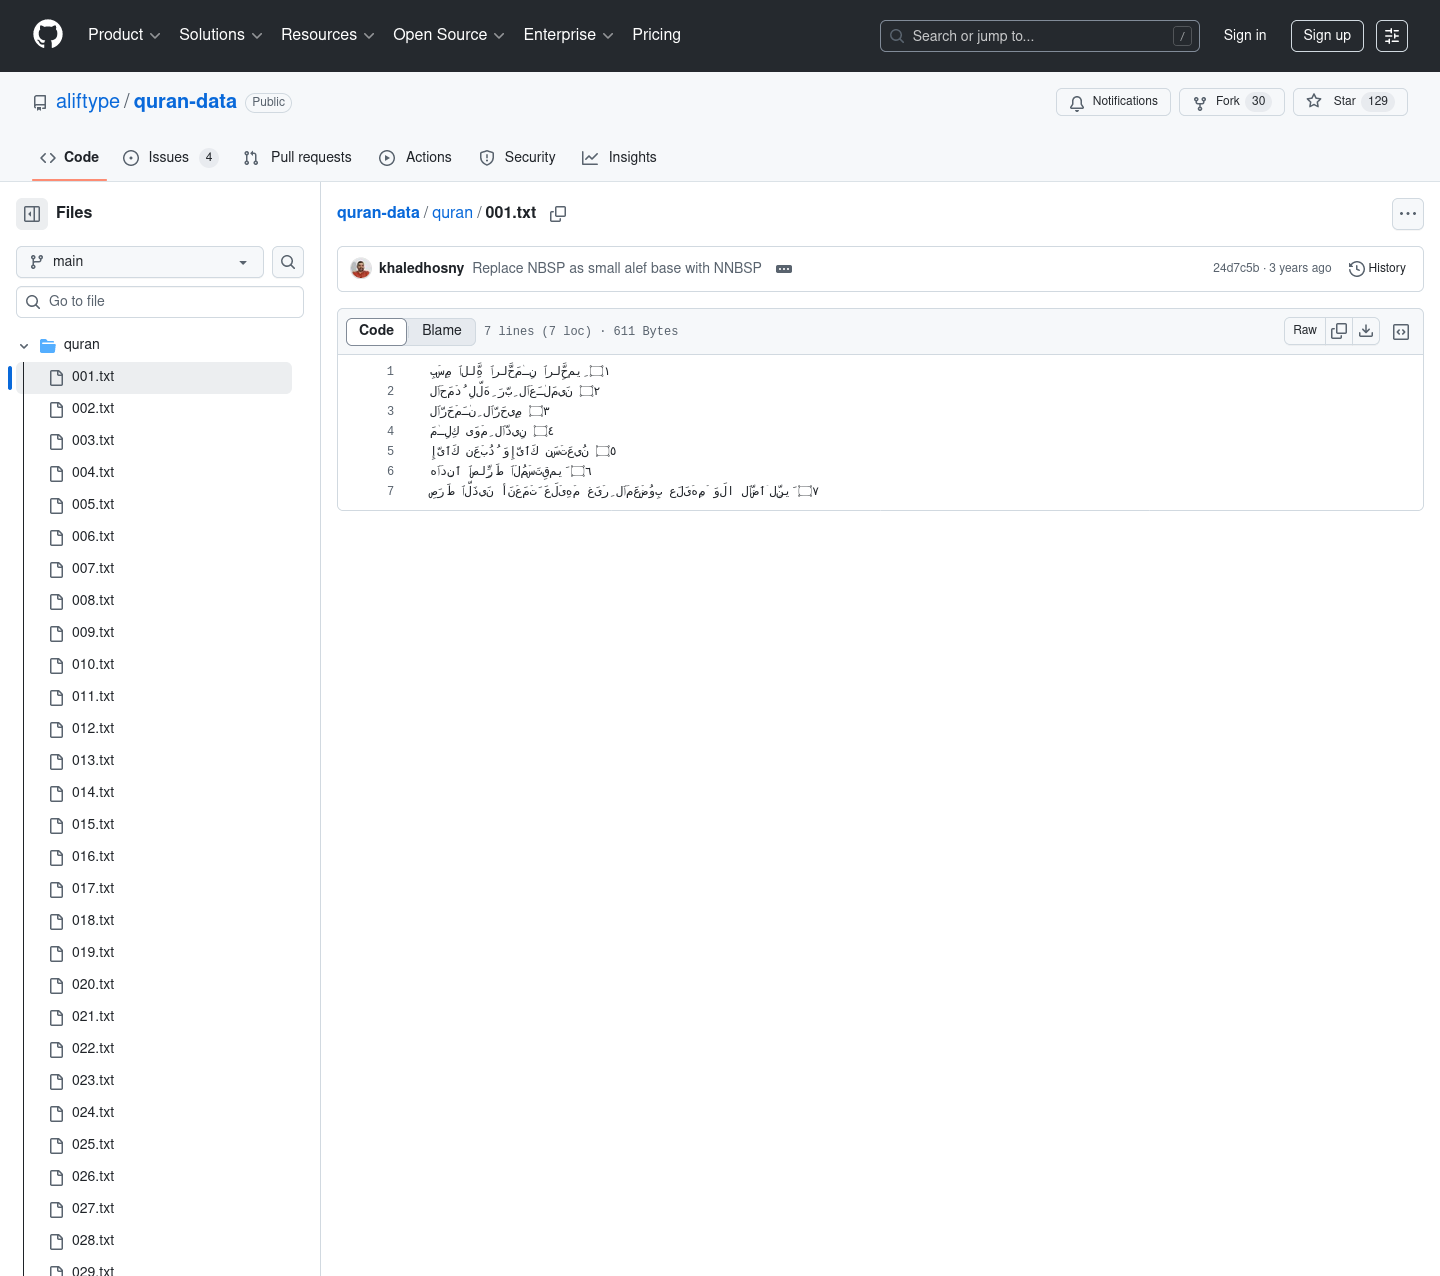 Product
Solutions
Resources
Open Source
Enterprise
Pricing
Search or jump to...
/
Sign in
Sign up
aliftype / quran-data
Public
Notifications
Fork 30
Star 129
Code
Issues 4
Pull requests
Actions
Security
Insights
Files
main
Go to file
quran
001.txt
002.txt
003.txt
004.txt
005.txt
006.txt
007.txt
008.txt
009.txt
010.txt
011.txt
012.txt
013.txt
014.txt
015.txt
016.txt
017.txt
018.txt
019.txt
020.txt
021.txt
022.txt
023.txt
024.txt
025.txt
026.txt
027.txt
028.txt
029.txt
quran-data / quran / 001.txt
khaledhosny Replace NBSP as small alef base with NNBSP
24d7c5b · 3 years ago
History
Code
Blame
7 lines (7 loc) · 611 Bytes
Raw
1 بِسۡمِ ٱللَّهِ ٱلرَّحۡمَـٰنِ ٱلرَّحِیمِ ۝١
2 ٱلۡحَمۡدُ لِلَّهِ رَبِّ ٱلۡعَـٰلَمِینَ ۝٢
3 ٱلرَّحۡمَـٰنِ ٱلرَّحِیمِ ۝٣
4 مَـٰلِكِ یَوۡمِ ٱلدِّینِ ۝٤
5 إِیَّاكَ نَعۡبُدُ وَإِیَّاكَ نَسۡتَعِینُ ۝٥
6 ٱهۡدِنَا ٱلصِّرَ ٰ⁠طَ ٱلۡمُسۡتَقِیمَ ۝٦
7 صِرَ ٰ⁠طَ ٱلَّذِینَ أَنۡعَمۡتَ عَلَیۡهِمۡ غَیۡرِ ٱلۡمَغۡضُوبِ عَلَیۡهِمۡ وَلَا ٱلضَّاۤلِّینَ ۝٧